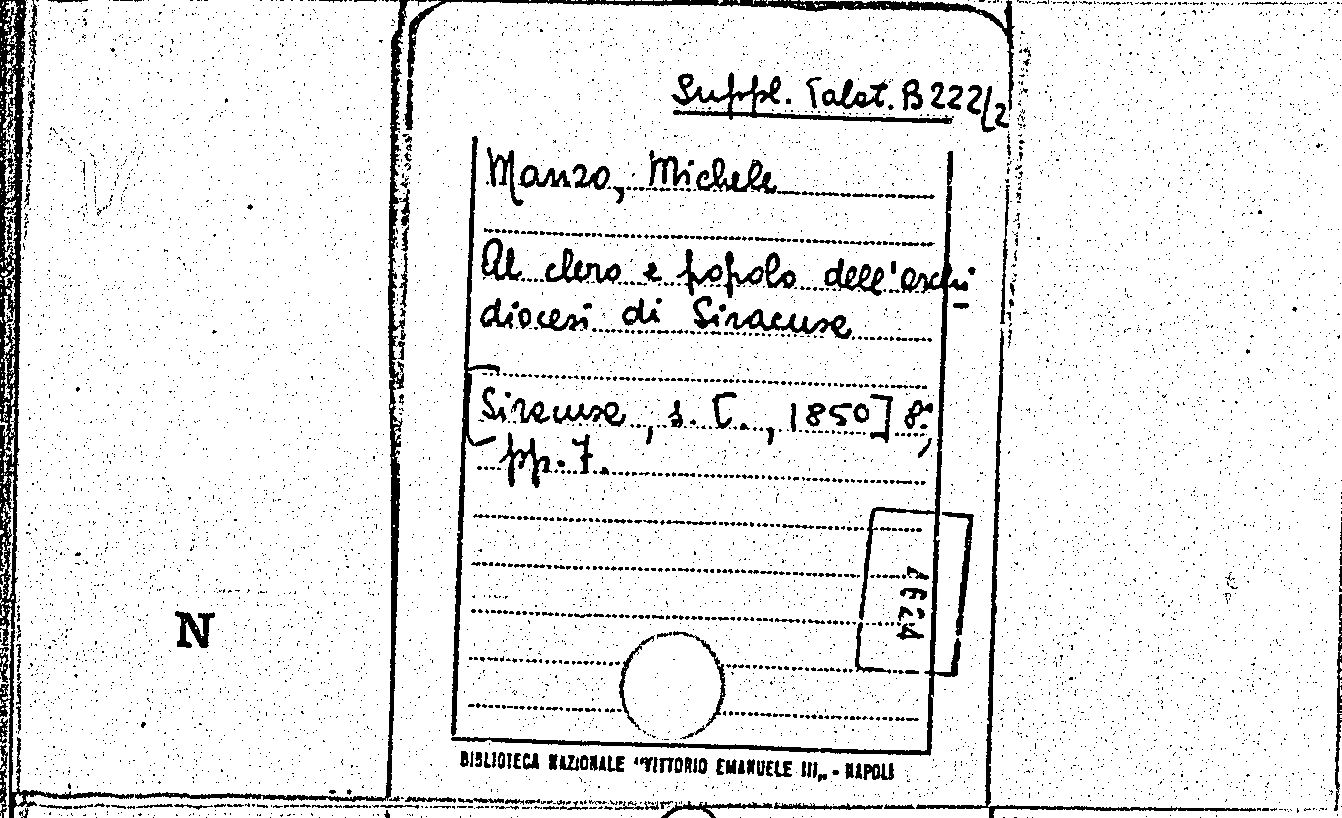 Suppl. Palat. B 222/2
Manzo, Michele
Al clero e popolo dell'archi
diocesi di Siracusa
[Siracusa, s. T., 1850] 8°,
pp. 7.
4624
N
BIBLIOTECA NAZIONALE "VITTORIO EMANUELE III„ - NAPOLI